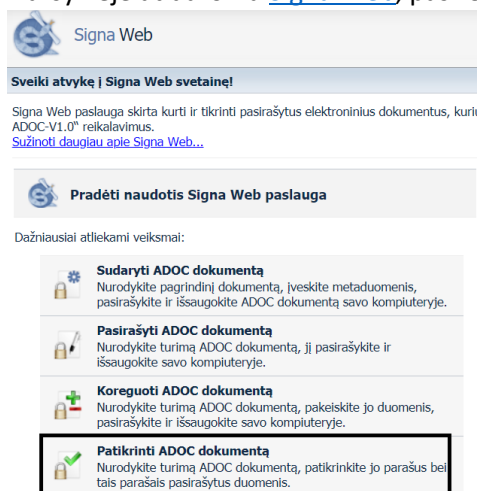 Signa Web
Sveiki atvykę į Signa Web svetainę!
Signa Web paslauga skirta kurti ir tikrinti pasirašytus elektroninius dokumentus,
ADOC-V1.0“ reikalavimus.
Sužinoti daugiau apie Signa Web...
Pradėti naudotis Signa Web paslauga
Dažniausiai atliekami veiksmai:
Sudaryti ADOC dokumentą
Nurodykite pagrindinį dokumentą, įveskite metaduomenis,
pasirašykite ir išsaugokite ADOC dokumentą savo kompiuteryje.
Pasirašyti ADOC dokumentą
Nurodykite turimą ADOC dokumentą, jį pasirašykite ir
išsaugokite savo kompiuteryje.
Koreguoti ADOC dokumentą
Nurodykite turimą ADOC dokumentą, pakeiskite jo duomenis,
pasirašykite ir išsaugokite savo kompiuteryje.
Patikrinti ADOC dokumentą
Nurodykite turimą ADOC dokumentą, patikrinkite jo parašus bei
tais parašais pasirašytus duomenis.